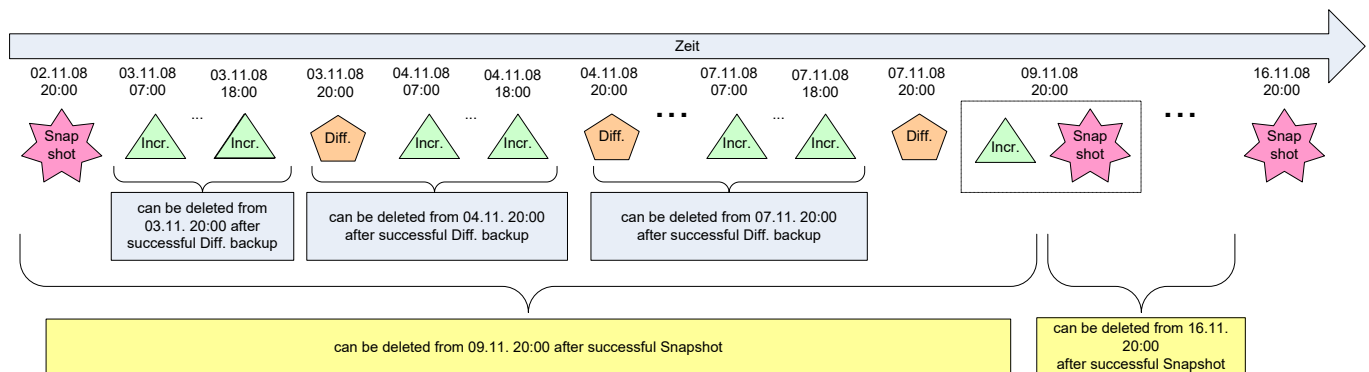 Zeit
02.11.08
20:00
03.11.08
07:00
03.11.08
18:00
03.11.08
20:00
04.11.08
07:00
04.11.08
18:00
04.11.08
20:00
07.11.08
07:00
07.11.08
18:00
07.11.08
20:00
09.11.08
20:00
16.11.08
20:00
Snap
shot
Incr.
...
Incr.
Diff.
Incr.
...
Incr.
Diff.
...
Incr.
...
Incr.
Diff.
Incr.
Snap
shot
...
Snap
shot
can be deleted from
03.11. 20:00 after
successful Diff. backup
can be deleted from 04.11. 20:00
after successful Diff. backup
can be deleted from 07.11. 20:00
after successful Diff. backup
can be deleted from 09.11. 20:00 after successful Snapshot
can be deleted from 16.11.
20:00
after successful Snapshot